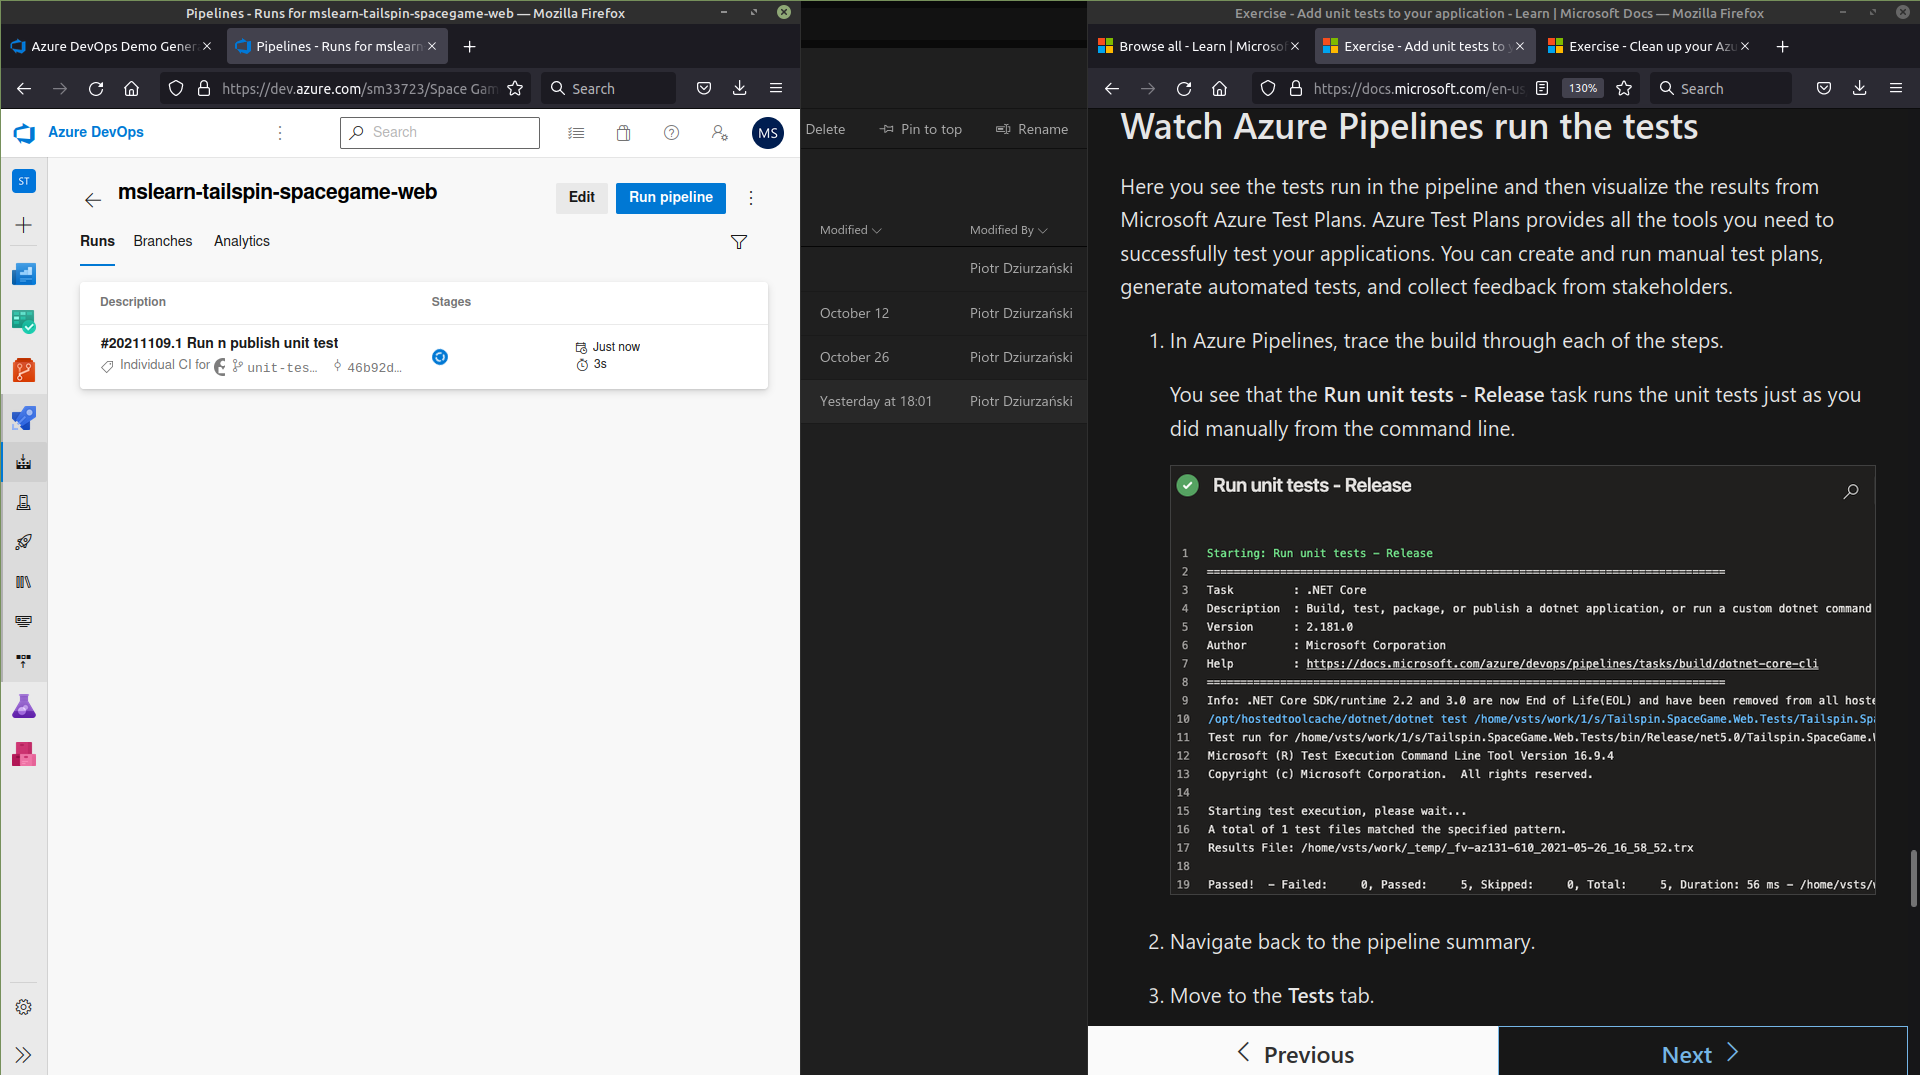 Pipelines - Runs for mslearn-tailspin-spacegame-web — Mozilla Firefox
Azure DevOps Demo Gener
Pipelines - Runs for mslearn
https://dev.azure.com/sm33723/Space Gam
Search
Azure DevOps
Search
MS
ST
mslearn-tailspin-spacegame-web
Edit
Run pipeline
Runs
Branches
Analytics
Description
Stages
#20211109.1 Run n publish unit test
Individual CI for
unit-tes...
46b92d...
Just now
3s
Delete
Pin to top
Rename
Modified
Modified By
Piotr Dziurzański
October 12
Piotr Dziurzański
October 26
Piotr Dziurzański
Yesterday at 18:01
Piotr Dziurzański
Exercise - Add unit tests to your application - Learn | Microsoft Docs — Mozilla Firefox
Browse all - Learn | Microso
Exercise - Add unit tests to y
Exercise - Clean up your Azu
https://docs.microsoft.com/en-us
130%
Search
Watch Azure Pipelines run the tests
Here you see the tests run in the pipeline and then visualize the results from
Microsoft Azure Test Plans. Azure Test Plans provides all the tools you need to
successfully test your applications. You can create and run manual test plans,
generate automated tests, and collect feedback from stakeholders.
1. In Azure Pipelines, trace the build through each of the steps.
You see that the Run unit tests - Release task runs the unit tests just as you
did manually from the command line.
Run unit tests - Release
1 Starting: Run unit tests - Release
2 ==============================================================================
3 Task : .NET Core
4 Description : Build, test, package, or publish a dotnet application, or run a custom dotnet command
5 Version : 2.181.0
6 Author : Microsoft Corporation
7 Help : https://docs.microsoft.com/azure/devops/pipelines/tasks/build/dotnet-core-cli
8 ==============================================================================
9 Info: .NET Core SDK/runtime 2.2 and 3.0 are now End of Life(EOL) and have been removed from all hoste
10 /opt/hostedtoolcache/dotnet/dotnet test /home/vsts/work/1/s/Tailspin.SpaceGame.Web.Tests/Tailspin.Spa
11 Test run for /home/vsts/work/1/s/Tailspin.SpaceGame.Web.Tests/bin/Release/net5.0/Tailspin.SpaceGame.W
12 Microsoft (R) Test Execution Command Line Tool Version 16.9.4
13 Copyright (c) Microsoft Corporation. All rights reserved.
14
15 Starting test execution, please wait...
16 A total of 1 test files matched the specified pattern.
17 Results File: /home/vsts/work/_temp/_fv-az131-610_2021-05-26_16_58_52.trx
18
19 Passed! - Failed: 0, Passed: 5, Skipped: 0, Total: 5, Duration: 56 ms - /home/vsts/w
2. Navigate back to the pipeline summary.
3. Move to the Tests tab.
Previous
Next